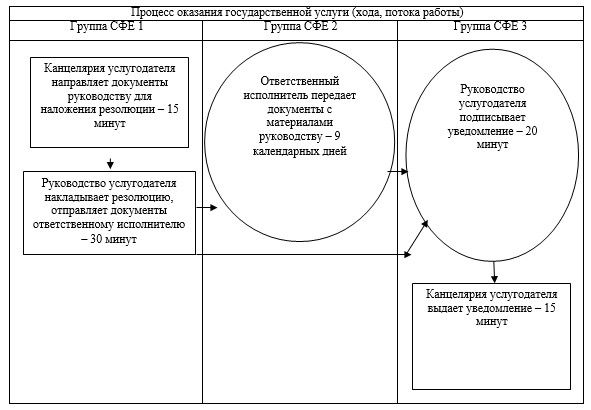 Процесс оказания государственной услуги (хода, потока работы)
Группа СФЕ 1
Группа СФЕ 2
Группа СФЕ 3
Канцелярия услугодателя
направляет документы
руководству для
наложения резолюции – 15
минут
Руководство услугодателя
накладывает резолюцию,
отправляет документы
ответственному исполнителю
– 30 минут
Ответственный
исполнитель передает
документы с
материалами
руководству – 9
календарных дней
Руководство
услугодателя
подписывает
уведомление – 20
минут
Канцелярия услугодателя
выдает уведомление – 15
минут